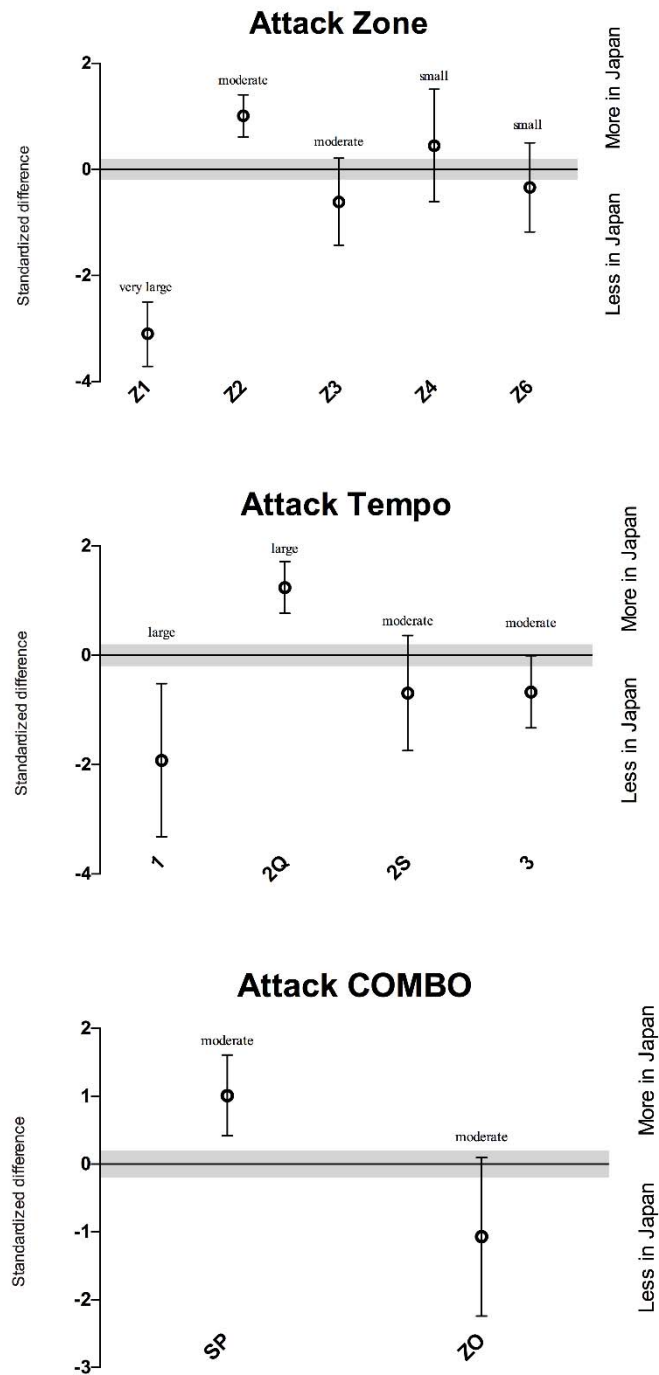 Attack Zone
2
0
-2
-4
Standardized difference
More in Japan
Less in Japan
very large
moderate
moderate
small
small
Z1
Z2
Z3
Z4
Z6
Attack Tempo
2
0
-2
-4
Standardized difference
More in Japan
Less in Japan
large
large
moderate
moderate
1
2Q
2S
3
Attack COMBO
2
1
0
-1
-2
-3
Standardized difference
More in Japan
Less in Japan
moderate
moderate
SP
ZO